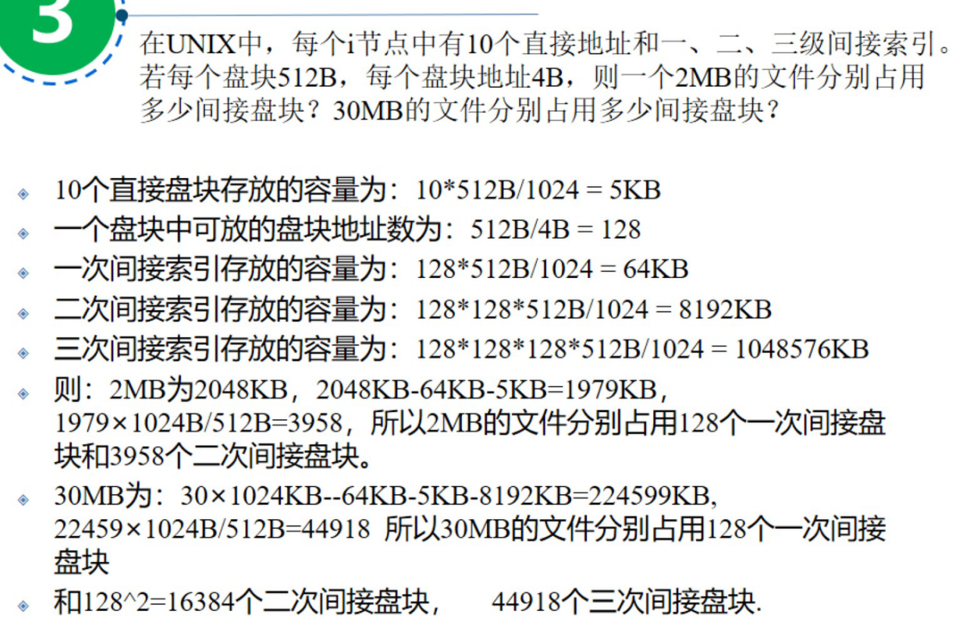 3
在UNIX中，每个i节点中有10个直接地址和一、二、三级间接索引。
若每个盘块512B，每个盘块地址4B，则一个2MB的文件分别占用
多少间接盘块？30MB的文件分别占用多少间接盘块？
10个直接盘块存放的容量为：10*512B/1024 = 5KB
一个盘块中可放的盘块地址数为：512B/4B = 128
一次间接索引存放的容量为：128*512B/1024 = 64KB
二次间接索引存放的容量为：128*128*512B/1024 = 8192KB
三次间接索引存放的容量为：128*128*128*512B/1024 = 1048576KB
则：2MB为2048KB，2048KB-64KB-5KB=1979KB，
1979×1024B/512B=3958，所以2MB的文件分别占用128个一次间接盘
块和3958个二次间接盘块。
30MB为：30×1024KB--64KB-5KB-8192KB=224599KB,
22459×1024B/512B=44918 所以30MB的文件分别占用128个一次间接
盘块
和128^2=16384个二次间接盘块， 44918个三次间接盘块.